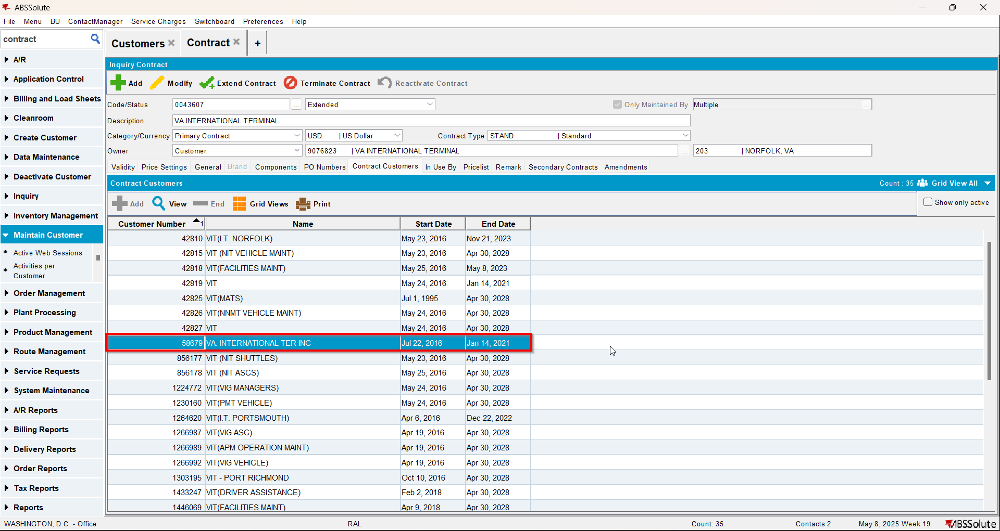 ABSSolute
File Menu BU ContactManager Service Charges Switchboard Preferences Help
contract
Customers Contract +
A/R
Application Control
Billing and Load Sheets
Cleanroom
Create Customer
Data Maintenance
Deactivate Customer
Inquiry
Inventory Management
Maintain Customer
Active Web Sessions
Activities per
Customer
Order Management
Plant Processing
Product Management
Route Management
Service Requests
System Maintenance
A/R Reports
Billing Reports
Delivery Reports
Order Reports
Tax Reports
Reports
Inquiry Contract
Add Modify Extend Contract Terminate Contract Reactivate Contract
Code/Status 0043607 ... Extended Only Maintained By Multiple ...
Description VA INTERNATIONAL TERMINAL
Category/Currency Primary Contract USD | US Dollar Contract Type STAND | Standard
Owner Customer 9076823 | VA INTERNATIONAL TERMINAL ... 203 | NORFOLK, VA
Validity Price Settings General Brand Components PO Numbers Contract Customers In Use By Pricelist Remark Secondary Contracts Amendments
Contract Customers Count : 35 Grid View All
Add View End Grid Views Print Show only active
Customer Number 1 Name Start Date End Date
42810 VIT(I.T. NORFOLK) May 23, 2016 Nov 21, 2023
42815 VIT (NIT VEHICLE MAINT) May 23, 2016 Apr 30, 2028
42818 VIT(FACILITIES MAINT) May 25, 2016 May 8, 2023
42819 VIT May 24, 2016 Jan 14, 2021
42825 VIT(MATS) Jul 1, 1995 Apr 30, 2028
42826 VIT(NNMT VEHICLE MAINT) May 24, 2016 Apr 30, 2028
42827 VIT May 24, 2016 Apr 30, 2028
58679 VA. INTERNATIONAL TER INC Jul 22, 2016 Jan 14, 2021
856177 VIT (NIT SHUTTLES) May 23, 2016 Apr 30, 2028
856178 VIT (NIT ASCS) May 25, 2016 Apr 30, 2028
1224772 VIT(VIG MANAGERS) May 24, 2016 Apr 30, 2028
1230160 VIT(PMT VEHICLE) May 24, 2016 Apr 30, 2028
1264620 VIT(I.T. PORTSMOUTH) Apr 6, 2016 Dec 22, 2022
1266987 VIT(VIG ASC) Apr 19, 2016 Apr 30, 2028
1266989 VIT(APM OPERATION MAINT) Apr 19, 2016 Apr 30, 2028
1266992 VIT(VIG VEHICLE) Apr 19, 2016 Apr 30, 2028
1303195 VIT - PORT RICHMOND Oct 10, 2016 Apr 30, 2028
1433247 VIT(DRIVER ASSISTANCE) Feb 2, 2018 Apr 30, 2028
1446069 VIT(FACILITIES MAINT) Apr 9, 2018 Apr 30, 2028
WASHINGTON, D.C. - Office RAL Count: 35 Contacts 2 May 8, 2025 Week 19 ABSSolute